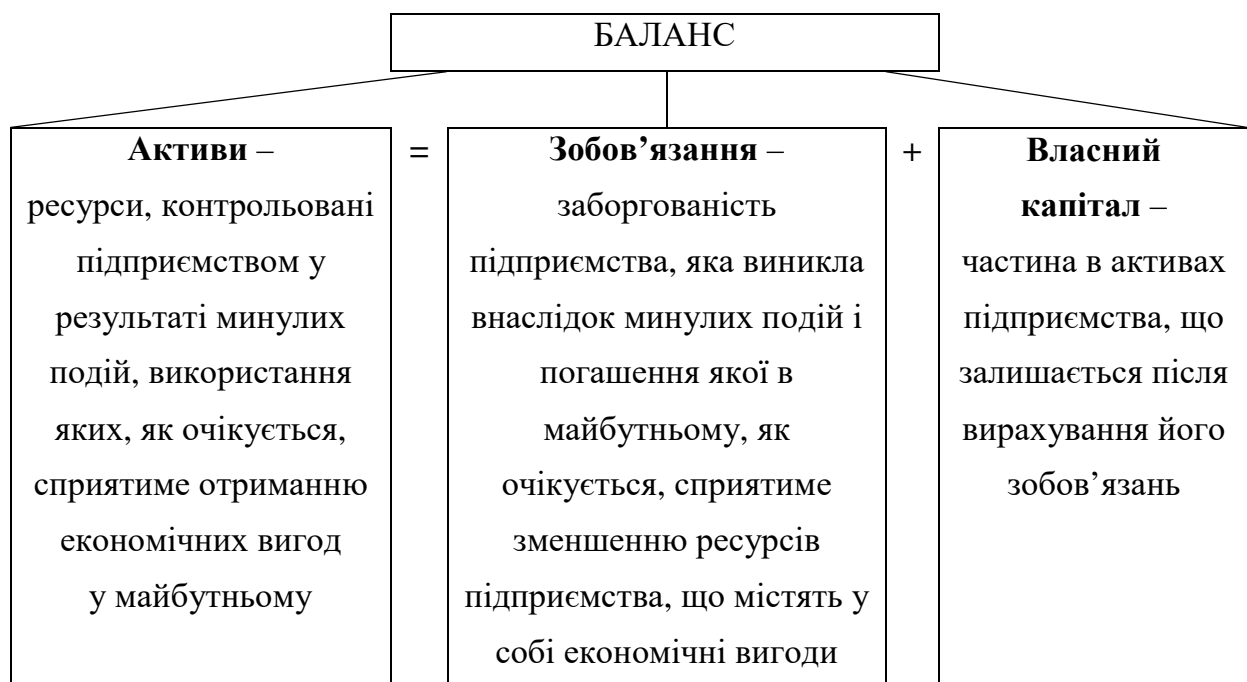 БАЛАНС
Активи –
ресурси, контрольовані
підприємством у
результаті минулих
подій, використання
яких, як очікується,
сприятиме отриманню
економічних вигод
у майбутньому
=
Зобов’язання –
заборгованість
підприємства, яка виникла
внаслідок минулих подій і
погашення якої в
майбутньому, як
очікується, сприятиме
зменшенню ресурсів
підприємства, що містять у
собі економічні вигоди
+
Власний
капітал –
частина в активах
підприємства, що
залишається після
вирахування його
зобов’язань